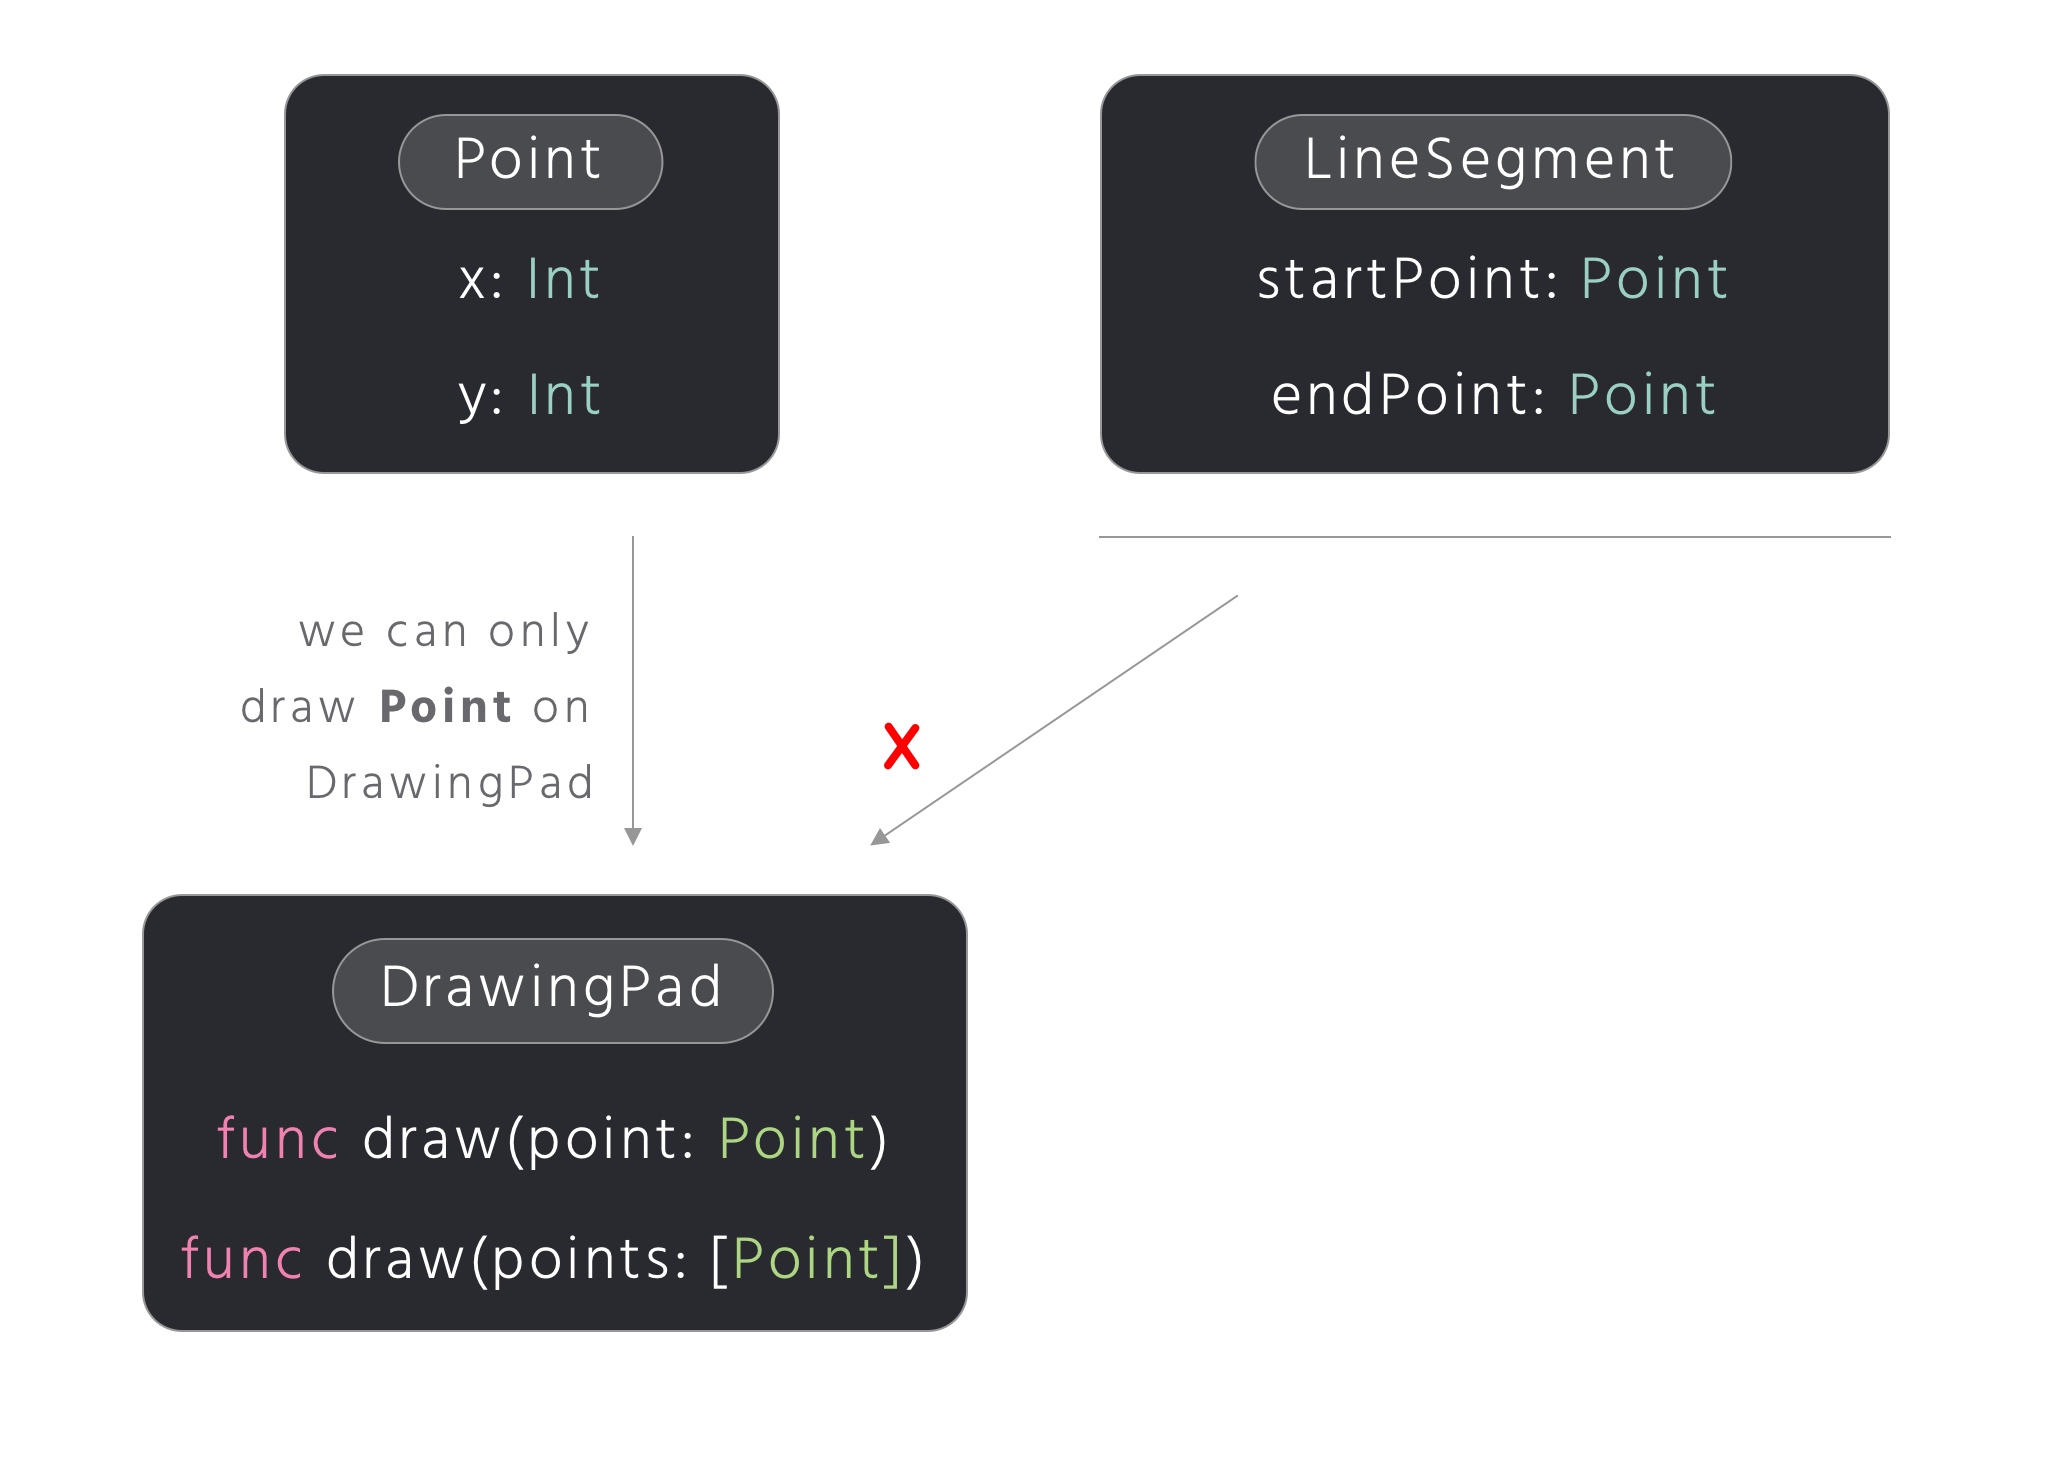 Point
x: Int
y: Int
LineSegment
startPoint: Point
endPoint: Point
we can only
draw Point on
DrawingPad
X
DrawingPad
func draw(point: Point)
func draw(points: [Point])